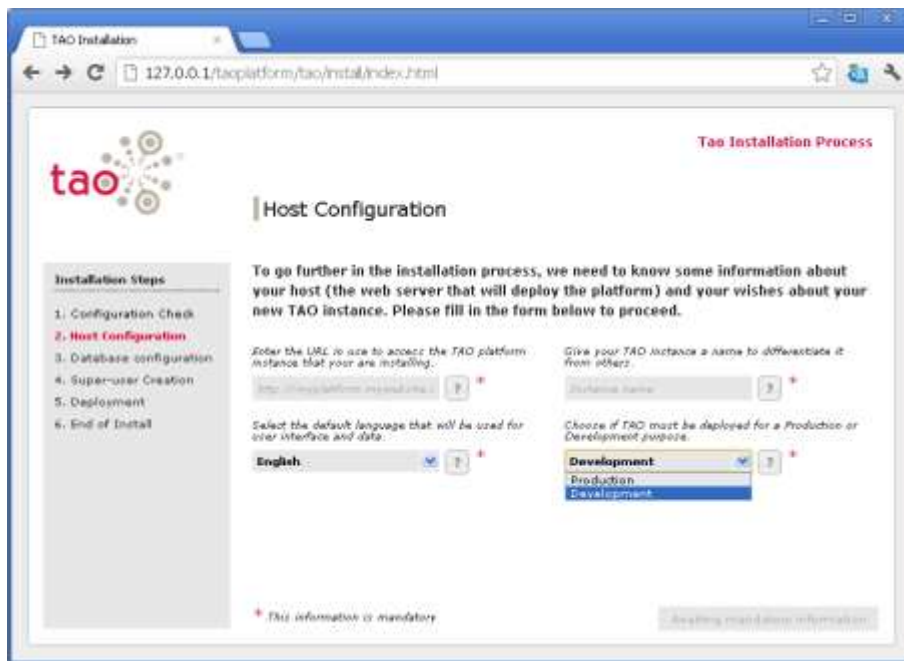 TAO Installation
127.0.0.1/taoplatform/tao/install/index.html
tao
Tao Installation Process
Host Configuration
Installation Steps
1. Configuration Check
2. Host Configuration
3. Database configuration
4. Super-user Creation
5. Deployment
6. End of Install
To go further in the installation process, we need to know some information about
your host (the web server that will deploy the platform) and your wishes about your
new TAO instance. Please fill in the form below to proceed.
Enter the URL in use to access the TAO platform
instance that your are installing.
? *
Give your TAO instance a name to differentiate it
from others.
Instance name ? *
Select the default language that will be used for
user interface and data.
English ? *
Choose if TAO must be deployed for a Production or
Development purpose.
Development ? *
Production
Development
* This information is mandatory
Awaiting mandatory information